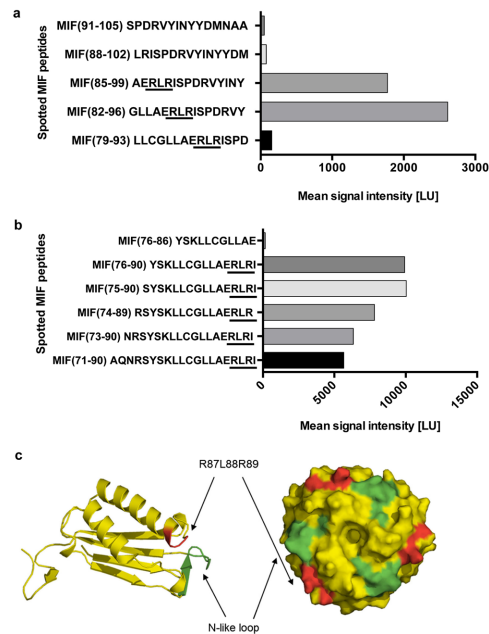 a
Spotted MIF peptides
MIF(91-105) SPDRVYINYYDMNAA
MIF(88-102) LRISPDRVYINYYDM
MIF(85-99) AERLRISPDRVYINY
MIF(82-96) GLLAERLRISPDRVY
MIF(79-93) LLCGLLAERLRISPD
0 1000 2000 3000
Mean signal intensity [LU]
b
Spotted MIF peptides
MIF(76-86) YSKLLCGLLAE
MIF(76-90) YSKLLCGLLAERLRI
MIF(75-90) SYSKLLCGLLAERLRI
MIF(74-89) RSYSKLLCGLLAERLR
MIF(73-90) NRSYSKLLCGLLAERLRI
MIF(71-90) AQNRSYSKLLCGLLAERLRI
0 5000 10000 15000
Mean signal intensity [LU]
c
R87L88R89
N-like loop